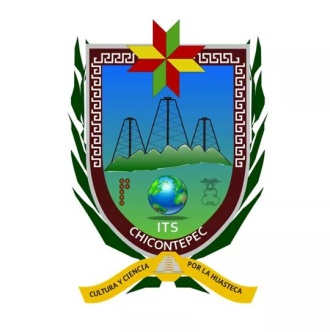 ITS
CHICONTEPEC
CULTURA Y CIENCIA POR LA HUASTECA